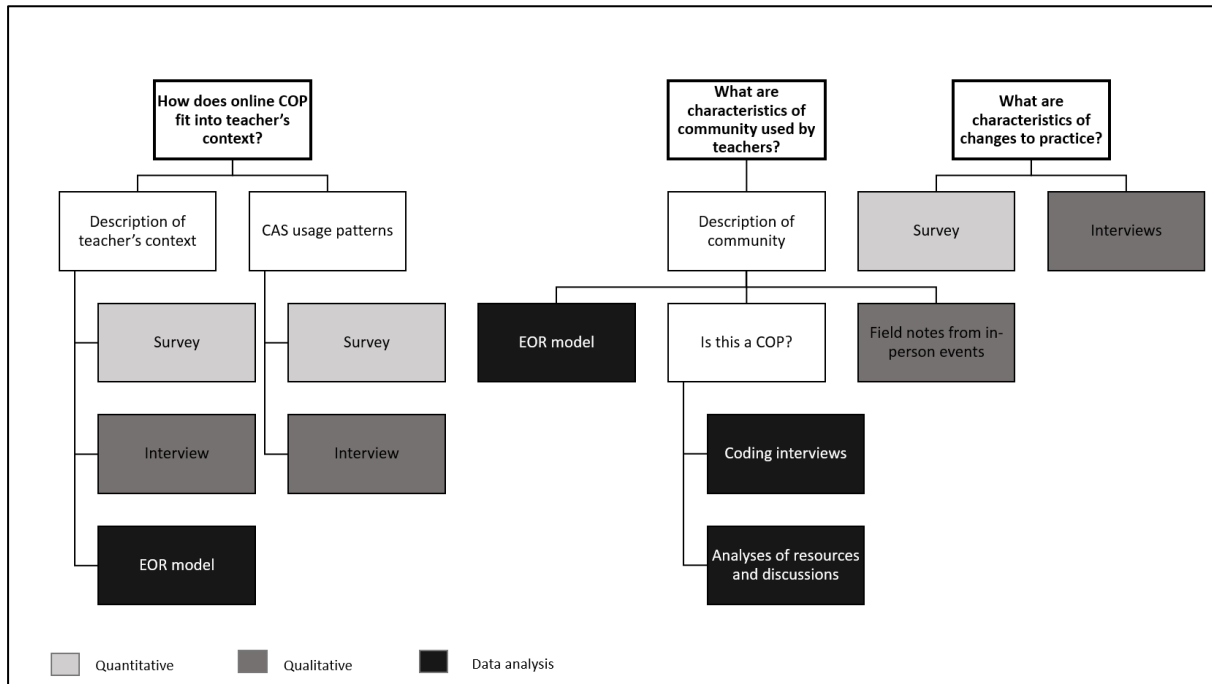 How does online COP
fit into teacher's
context?
What are
characteristics of
community used by
teachers?
What are
characteristics of
changes to practice?
Description of
teacher's context
CAS usage patterns
Description of
community
Survey
Interviews
Survey
Survey
EOR model
Is this a COP?
Field notes from in-
person events
Interview
Interview
Coding interviews
EOR model
Analyses of resources
and discussions
Quantitative
Qualitative
Data analysis